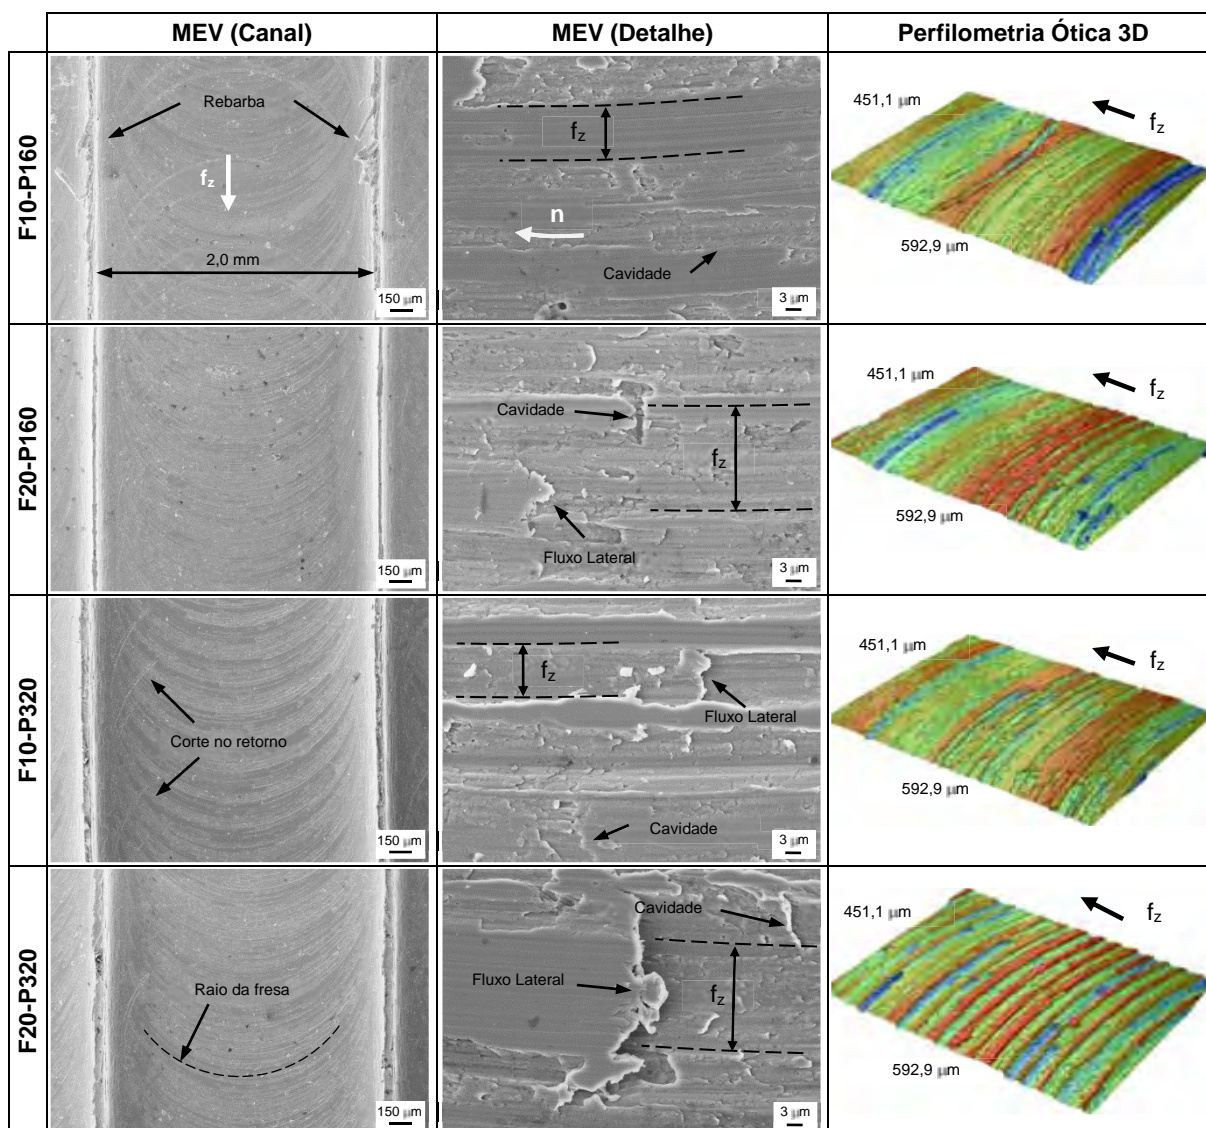 MEV (Canal)
MEV (Detalhe)
Perfilometria Ótica 3D
F10-P160
Rebarba
fz
2,0 mm
150 µm
fz
n
Cavidade
3 µm
451,1 µm
fz
592,9 µm
F20-P160
150 µm
Cavidade
fz
Fluxo Lateral
3 µm
451,1 µm
fz
592,9 µm
F10-P320
Corte no retorno
150 µm
fz
Fluxo Lateral
Cavidade
3 µm
451,1 µm
fz
592,9 µm
F20-P320
Raio da fresa
150 µm
Cavidade
Fluxo Lateral
fz
3 µm
451,1 µm
fz
592,9 µm